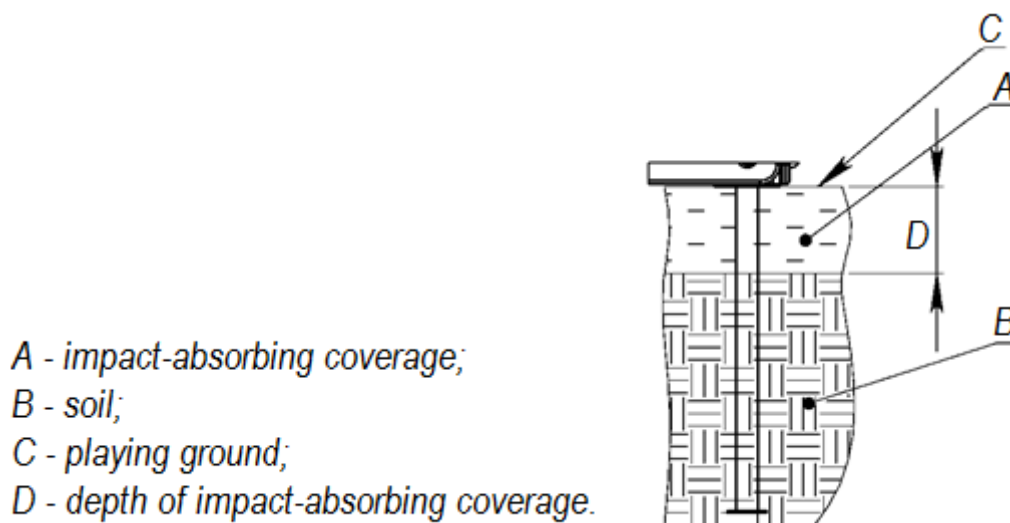 C
A
D
B
A - impact-absorbing coverage;
B - soil;
C - playing ground;
D - depth of impact-absorbing coverage.